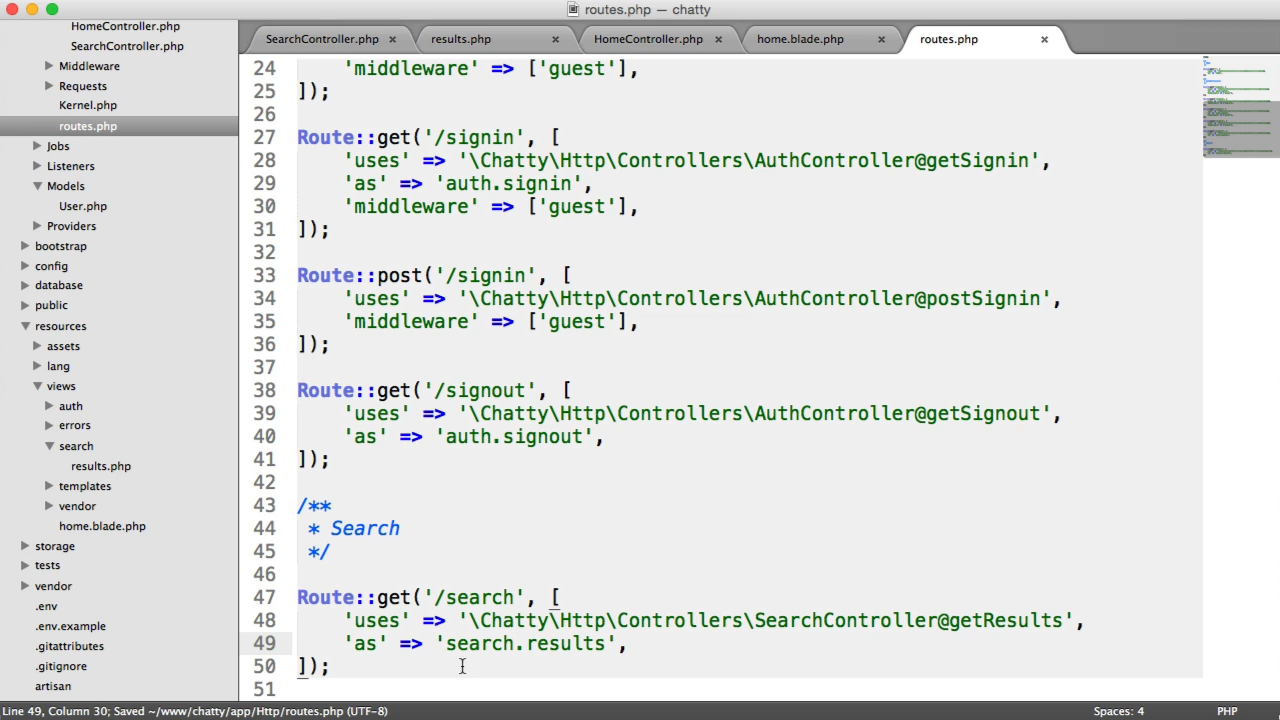 routes.php — chatty
HomeController.php
SearchController.php
Middleware
Requests
Kernel.php
routes.php
Jobs
Listeners
Models
User.php
Providers
bootstrap
config
database
public
resources
assets
lang
views
auth
errors
search
results.php
templates
vendor
home.blade.php
storage
tests
vendor
.env
.env.example
.gitattributes
.gitignore
artisan
SearchController.php × results.php × HomeController.php × home.blade.php × routes.php ×
24 'middleware' => ['guest'],
25 ]);
26
27 Route::get('/signin', [
28 'uses' => '\Chatty\Http\Controllers\AuthController@getSignin',
29 'as' => 'auth.signin',
30 'middleware' => ['guest'],
31 ]);
32
33 Route::post('/signin', [
34 'uses' => '\Chatty\Http\Controllers\AuthController@postSignin',
35 'middleware' => ['guest'],
36 ]);
37
38 Route::get('/signout', [
39 'uses' => '\Chatty\Http\Controllers\AuthController@getSignout',
40 'as' => 'auth.signout',
41 ]);
42
43 /**
44 * Search
45 */
46
47 Route::get('/search', [
48 'uses' => '\Chatty\Http\Controllers\SearchController@getResults',
49 'as' => 'search.results',
50 ]);
51
Line 49, Column 30; Saved ~/www/chatty/app/Http/routes.php (UTF-8) Spaces: 4 PHP